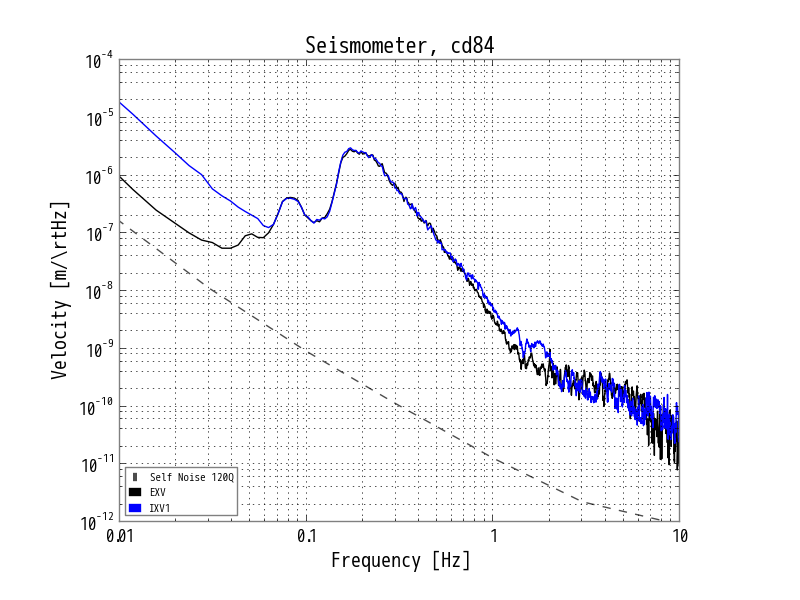 Seismometer, cd84
Velocity [m/\rtHz]
10^-4
10^-5
10^-6
10^-7
10^-8
10^-9
10^-10
10^-11
10^-12
Self Noise 120Q
EXV
IXV1
0.01 0.1 1 10
Frequency [Hz]